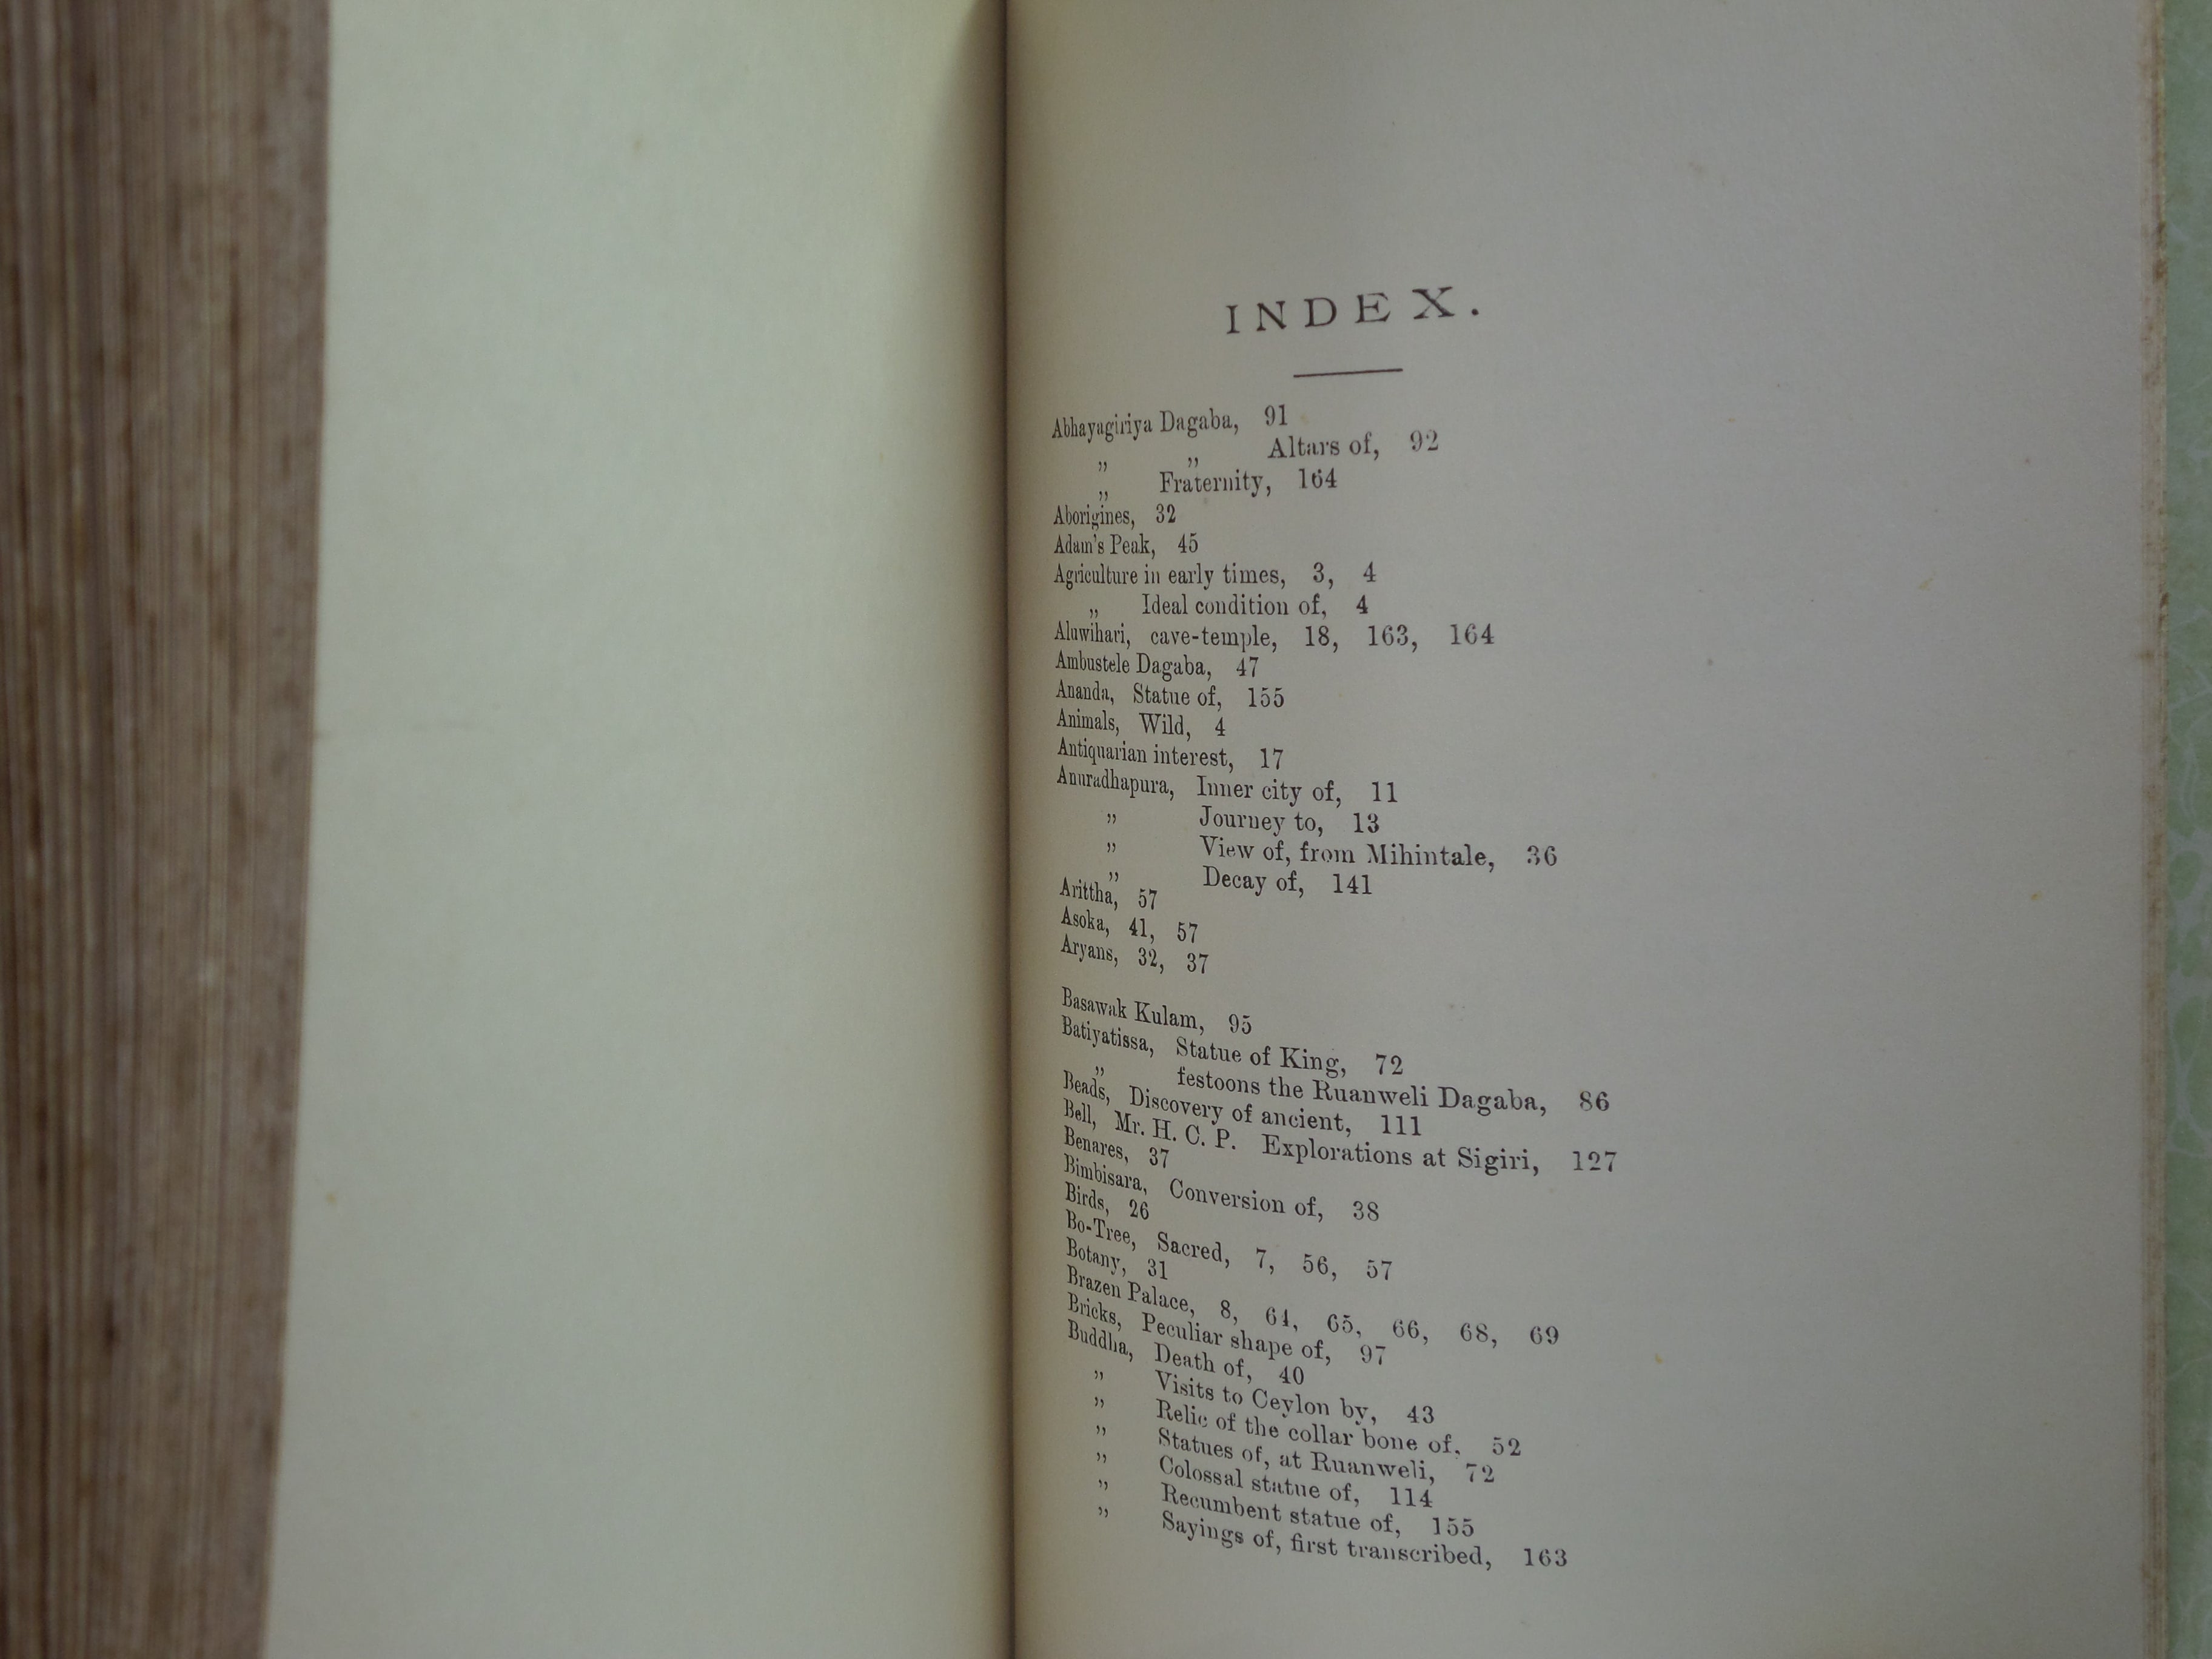 INDEX.
Abhayagiriya Dagaba, 91
„ „ Altars of, 92
„ Fraternity, 164
Aborigines, 32
Adam's Peak, 45
Agriculture in early times, 3, 4
„ Ideal condition of, 4
Aluwihari, cave-temple, 18, 163, 164
Ambustele Dagaba, 47
Ananda, Statue of, 155
Animals, Wild, 4
Antiquarian interest, 17
Anuradhapura, Inner city of, 11
„ Journey to, 13
„ View of, from Mihintale, 36
„ Decay of, 141
Arittha, 57
Asoka, 41, 57
Aryans, 32, 37
Basawak Kulam, 95
Batiyatissa, Statue of King, 72
„ festoons the Ruanweli Dagaba, 86
Beads, Discovery of ancient, 111
Bell, Mr. H. C. P. Explorations at Sigiri, 127
Benares, 37
Bimbisara, Conversion of, 38
Birds, 26
Bo-Tree, Sacred, 7, 56, 57
Botany, 31
Brazen Palace, 8, 64, 65, 66, 68, 69
Bricks, Peculiar shape of, 97
Buddha, Death of, 40
„ Visits to Ceylon by, 43
„ Relic of the collar bone of, 52
„ Statues of, at Ruanweli, 72
„ Colossal statue of, 114
„ Recumbent statue of, 155
„ Sayings of, first transcribed, 163